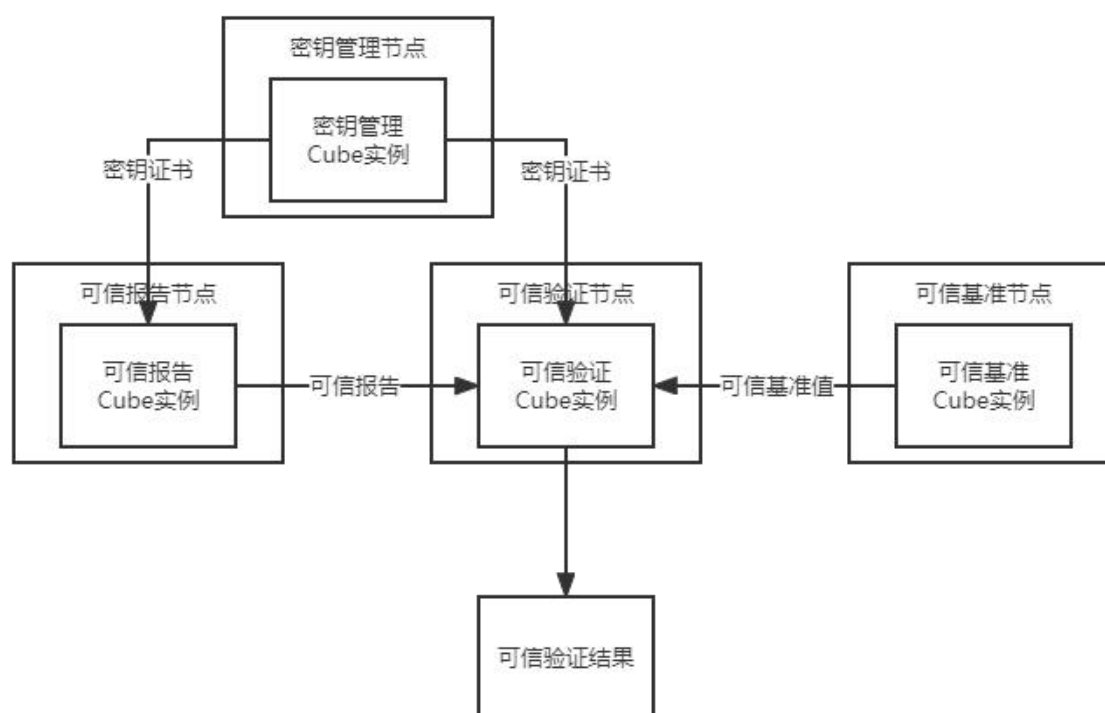 密钥管理节点
密钥管理
Cube实例
密钥证书
密钥证书
可信报告节点
可信验证节点
可信基准节点
可信报告
Cube实例
可信报告
可信验证
Cube实例
可信基准值
可信基准
Cube实例
可信验证结果